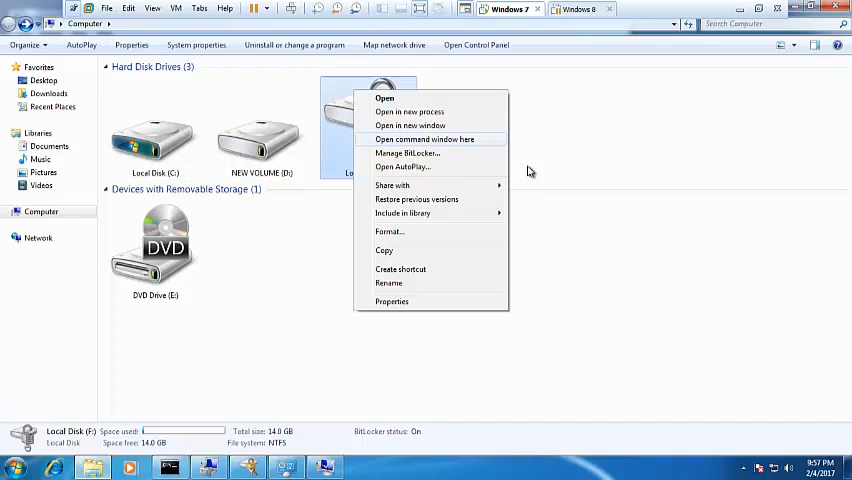 File Edit View VM Tabs Help Windows 7 Windows 8
Computer Search Computer
Organize AutoPlay Properties System properties Uninstall or change a program Map network drive Open Control Panel
Favorites
Desktop
Downloads
Recent Places
Libraries
Documents
Music
Pictures
Videos
Computer
Network
Hard Disk Drives (3)
Local Disk (C:)
NEW VOLUME (D:)
Lo
Devices with Removable Storage (1)
DVD
DVD Drive (E:)
Open
Open in new process
Open in new window
Open command window here
Manage BitLocker...
Open AutoPlay...
Share with
Restore previous versions
Include in library
Format...
Copy
Create shortcut
Rename
Properties
Local Disk (F:) Space used: Total size: 14.0 GB BitLocker status: On
Local Disk Space free: 14.0 GB File system: NTFS
9:57 PM
2/4/2017